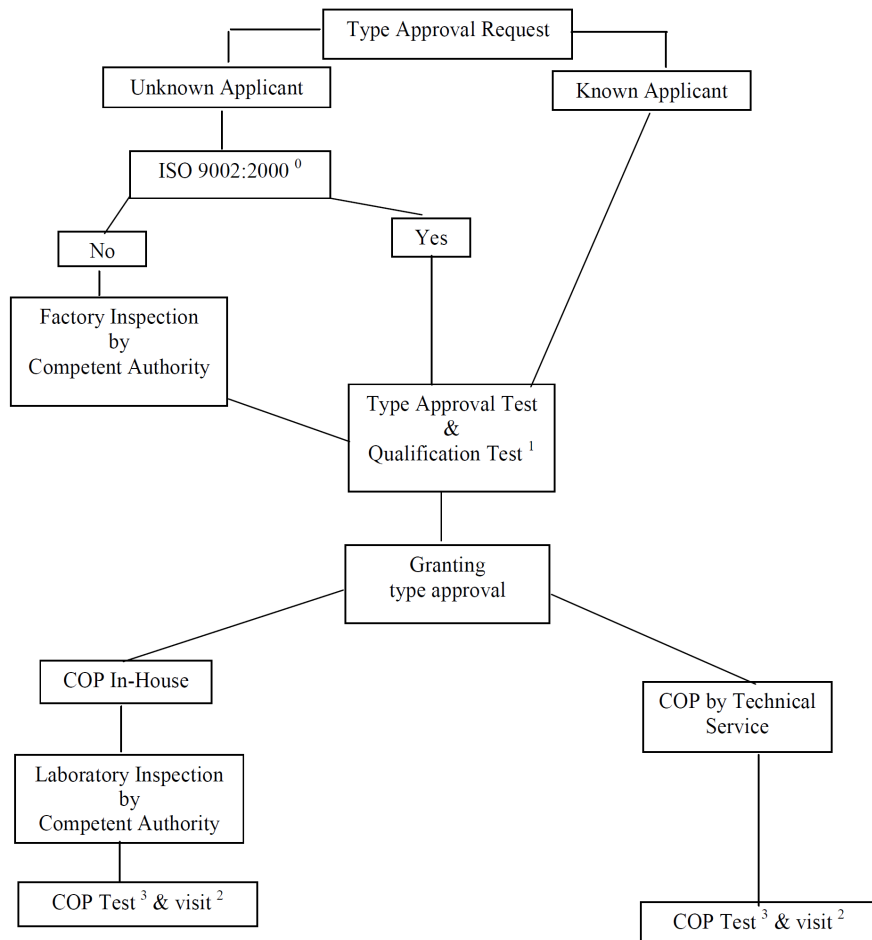 Type Approval Request
Unknown Applicant
Known Applicant
ISO 9002:2000 0
No
Yes
Factory Inspection
by
Competent Authority
Type Approval Test
&
Qualification Test 1
Granting
type approval
COP In-House
COP by Technical
Service
Laboratory Inspection
by
Competent Authority
COP Test 3 & visit 2
COP Test 3 & visit 2